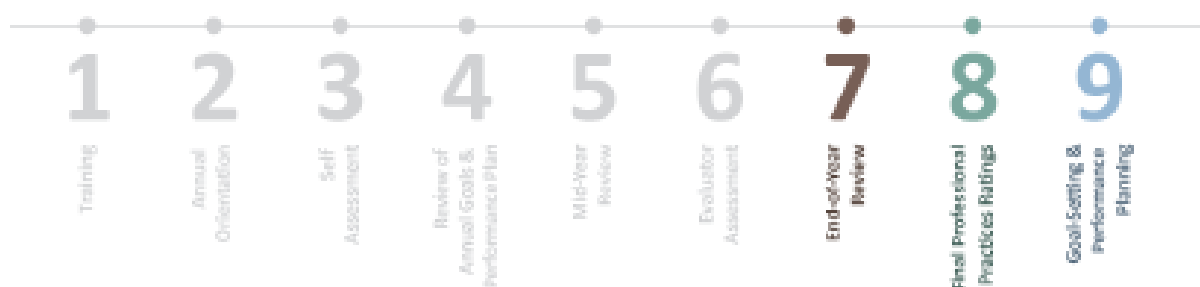 1
Training
2
Annual
Orientation
3
Self
Assessment
4
Review of
Annual Goals &
Performance Plan
5
Mid-Year
Review
6
Evaluator
Assessment
7
End-of-Year
Review
8
Final Professional
Practices Ratings
9
Goal-Setting &
Performance
Planning